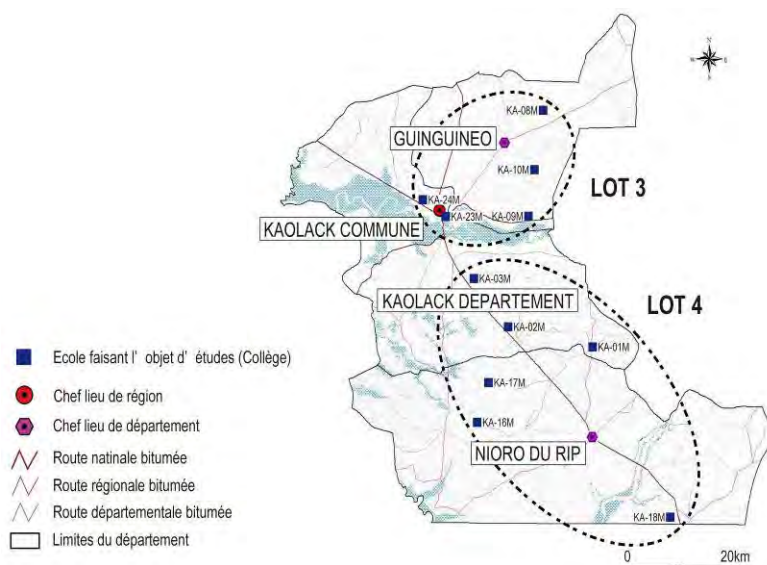 N
W
E
S
KA-08M
GUINGUINEO
KA-10M
LOT 3
KA-24M
KA-23M
KA-09M
KAOLACK COMMUNE
KA-03M
KAOLACK DEPARTEMENT
LOT 4
KA-02M
KA-01M
KA-17M
KA-16M
NIORO DU RIP
KA-18M
0 20km
Ecole faisant l' objet d' études (Collège)
Chef lieu de région
Chef lieu de département
Route natinale bitumée
Route régionale bitumée
Route départementale bitumée
Limites du département